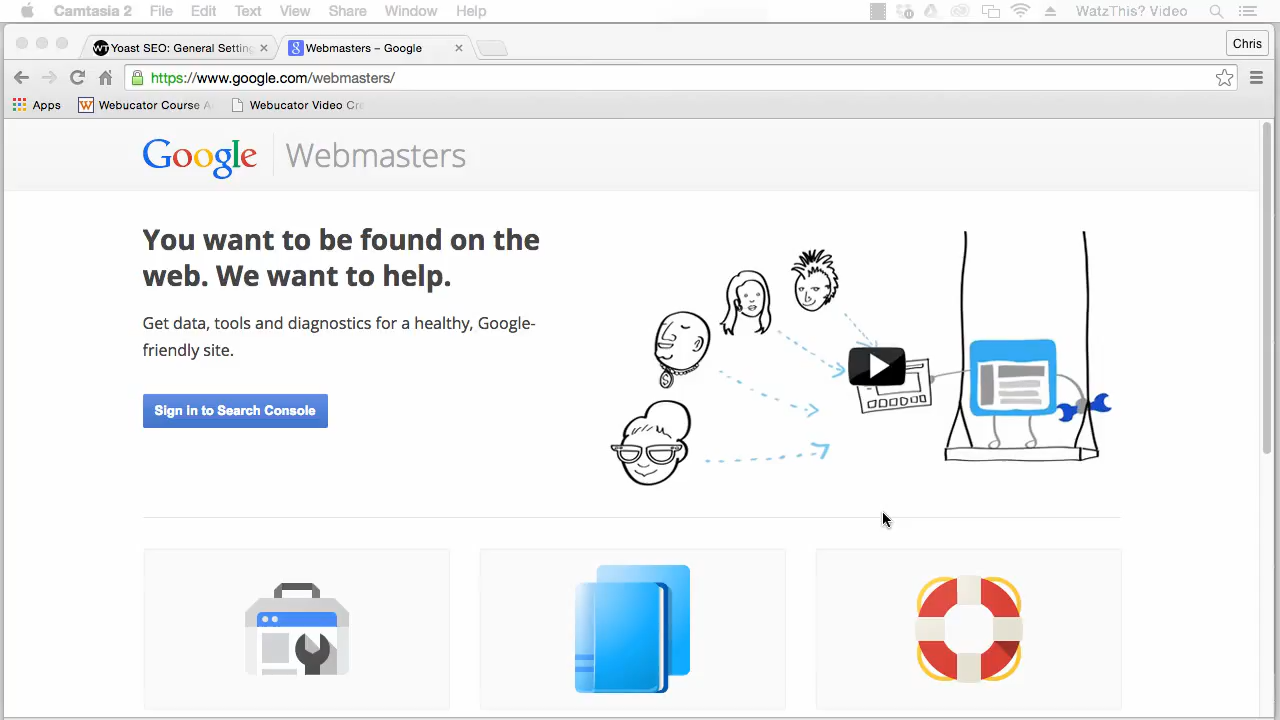 Camtasia 2 File Edit Text View Share Window Help WatzThis? Video
Yoast SEO: General Setting Webmasters – Google Chris
https://www.google.com/webmasters/
Apps Webucator Course Webucator Video
Google Webmasters
You want to be found on the
web. We want to help.
Get data, tools and diagnostics for a healthy, Google-
friendly site.
Sign in to Search Console